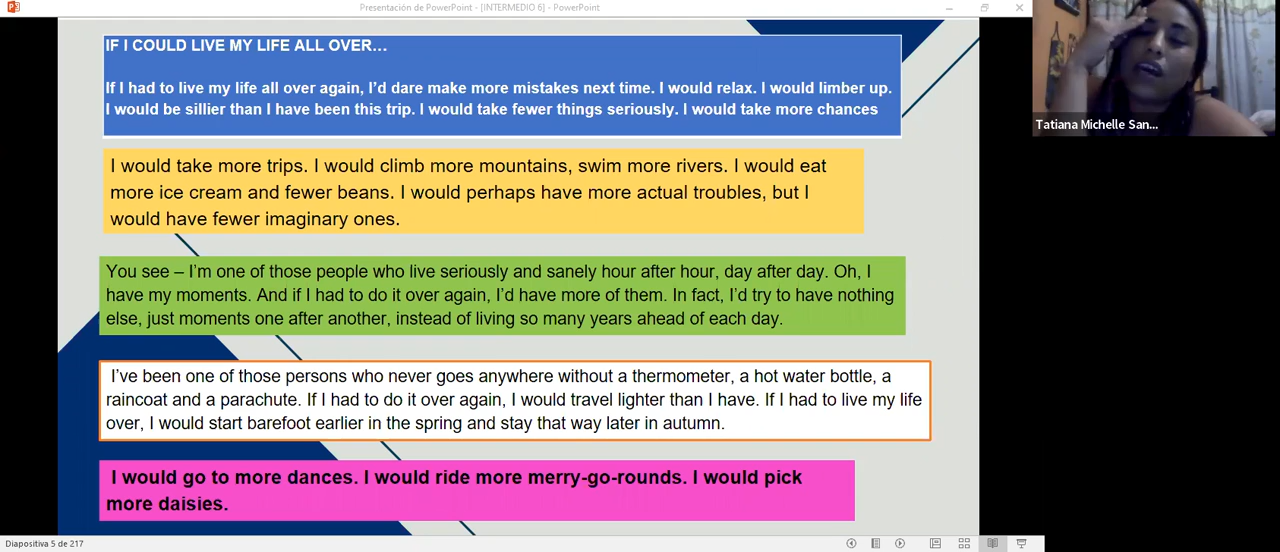 Presentación de PowerPoint - [INTERMEDIO 6] - PowerPoint
IF I COULD LIVE MY LIFE ALL OVER…
If I had to live my life all over again, I’d dare make more mistakes next time. I would relax. I would limber up.
I would be sillier than I have been this trip. I would take fewer things seriously. I would take more chances
I would take more trips. I would climb more mountains, swim more rivers. I would eat
more ice cream and fewer beans. I would perhaps have more actual troubles, but I
would have fewer imaginary ones.
You see – I’m one of those people who live seriously and sanely hour after hour, day after day. Oh, I
have my moments. And if I had to do it over again, I’d have more of them. In fact, I’d try to have nothing
else, just moments one after another, instead of living so many years ahead of each day.
I’ve been one of those persons who never goes anywhere without a thermometer, a hot water bottle, a
raincoat and a parachute. If I had to do it over again, I would travel lighter than I have. If I had to live my life
over, I would start barefoot earlier in the spring and stay that way later in autumn.
I would go to more dances. I would ride more merry-go-rounds. I would pick
more daisies.
Tatiana Michelle San...
Diapositiva 5 de 217